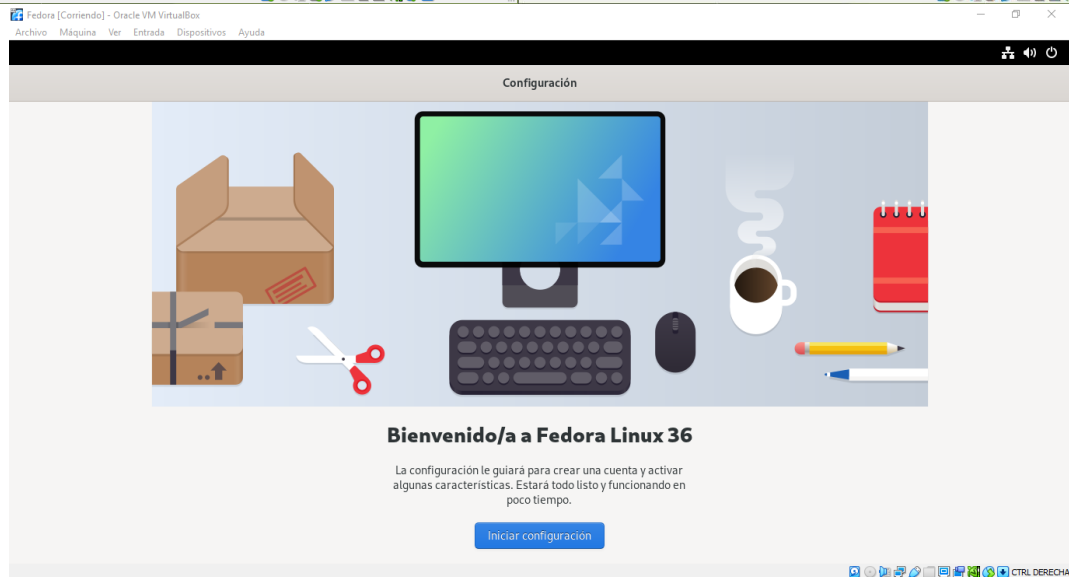 Fedora [Corriendo] - Oracle VM VirtualBox
Archivo Máquina Ver Entrada Dispositivos Ayuda
Configuración
Bienvenido/a a Fedora Linux 36
La configuración le guiará para crear una cuenta y activar
algunas características. Estará todo listo y funcionando en
poco tiempo.
Iniciar configuración
CTRL DERECHA